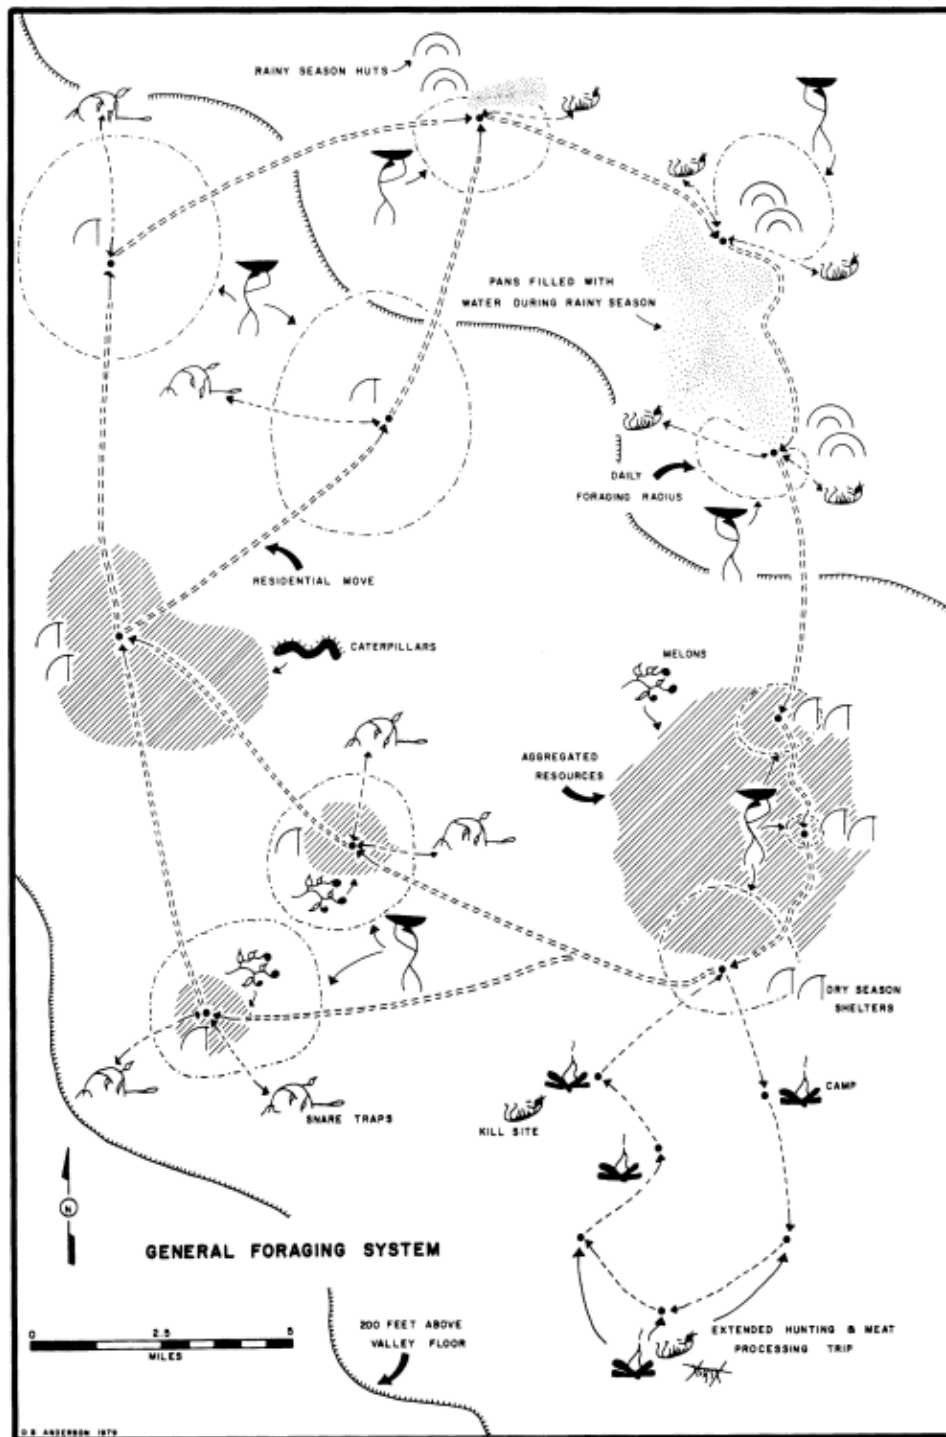 RAINY SEASON HUTS
PANS FILLED WITH
WATER DURING RAINY SEASON
DAILY
FORAGING RADIUS
RESIDENTIAL MOVE
CATERPILLARS
MELONS
AGGREGATED
RESOURCES
DRY SEASON
SHELTERS
SNARE TRAPS
KILL SITE
CAMP
N
GENERAL FORAGING SYSTEM
0 2.5 5
MILES
200 FEET ABOVE
VALLEY FLOOR
EXTENDED HUNTING & MEAT
PROCESSING TRIP
D.S. ANDERSON 1979